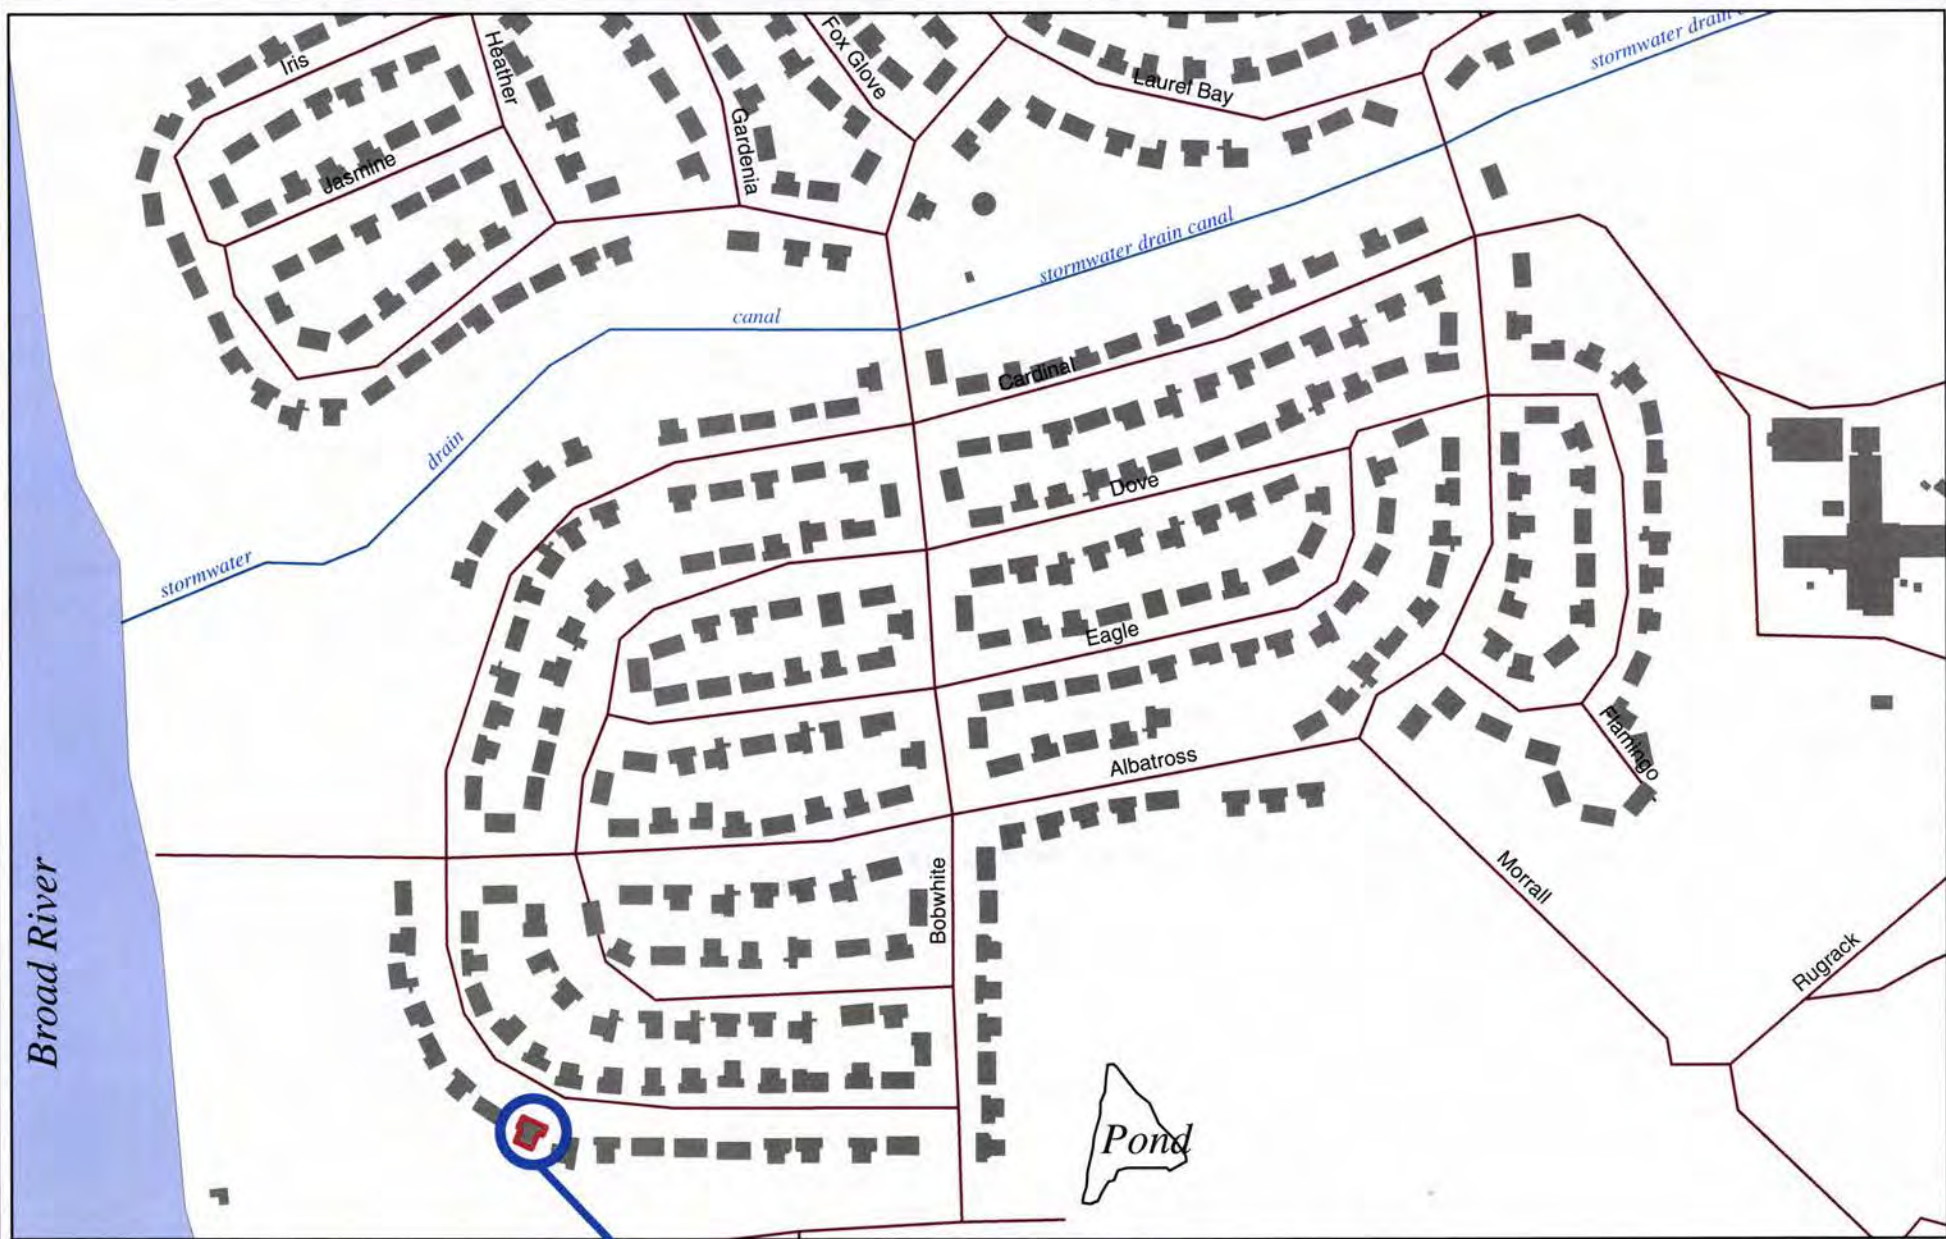 Iris
Heather
Fox Glove
Laurel Bay
stormwater drain
Gardenia
Jasmine
stormwater drain canal
canal
Cardinal
drain
Dove
stormwater
Eagle
Flamingo
Albatross
Morrall
Bobwhite
Rugrack
Broad River
Pond